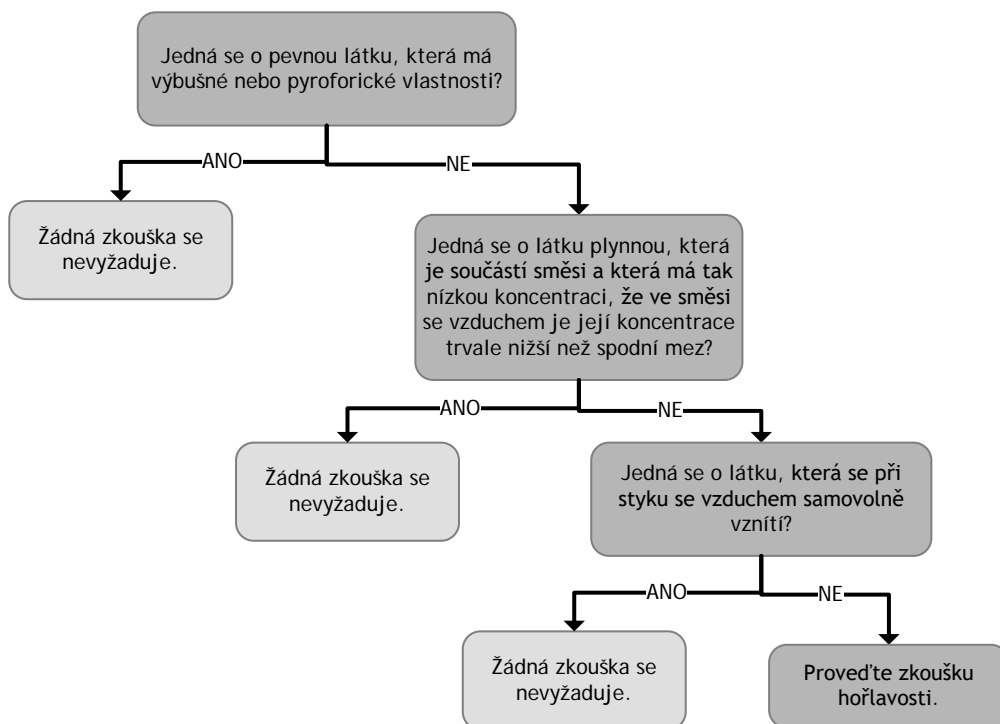 Jedná se o pevnou látku, která má
výbušné nebo pyroforické vlastnosti?
ANO
NE
Žádná zkouška se
nevyžaduje.
Jedná se o látku plynnou, která
je součástí směsi a která má tak
nízkou koncentraci, že ve směsi
se vzduchem je její koncentrace
trvale nižší než spodní mez?
ANO
NE
Žádná zkouška se
nevyžaduje.
Jedná se o látku, která se při
styku se vzduchem samovolně
vznítí?
ANO
NE
Žádná zkouška se
nevyžaduje.
Proveďte zkoušku
hořlavosti.